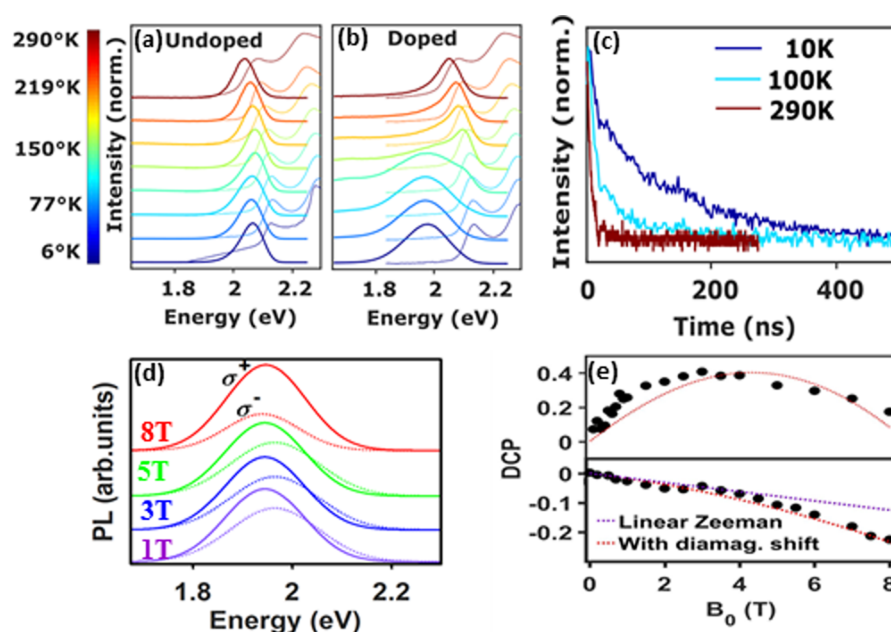 290°K
219°K
150°K
77°K
6°K
Intensity (norm.)
(a) Undoped
1.8 2 2.2
Energy (eV)
(b) Doped
1.8 2 2.2
Energy (eV)
Intensity (norm.)
(c)
10K
100K
290K
0 200 400
Time (ns)
PL (arb.units)
(d)
σ+
σ-
8T
5T
3T
1T
1.8 2 2.2
Energy (eV)
DCP
(e)
0.4
0.2
0
0
-0.1
-0.2
Linear Zeeman
With diamag. shift
0 2 4 6 8
B₀ (T)